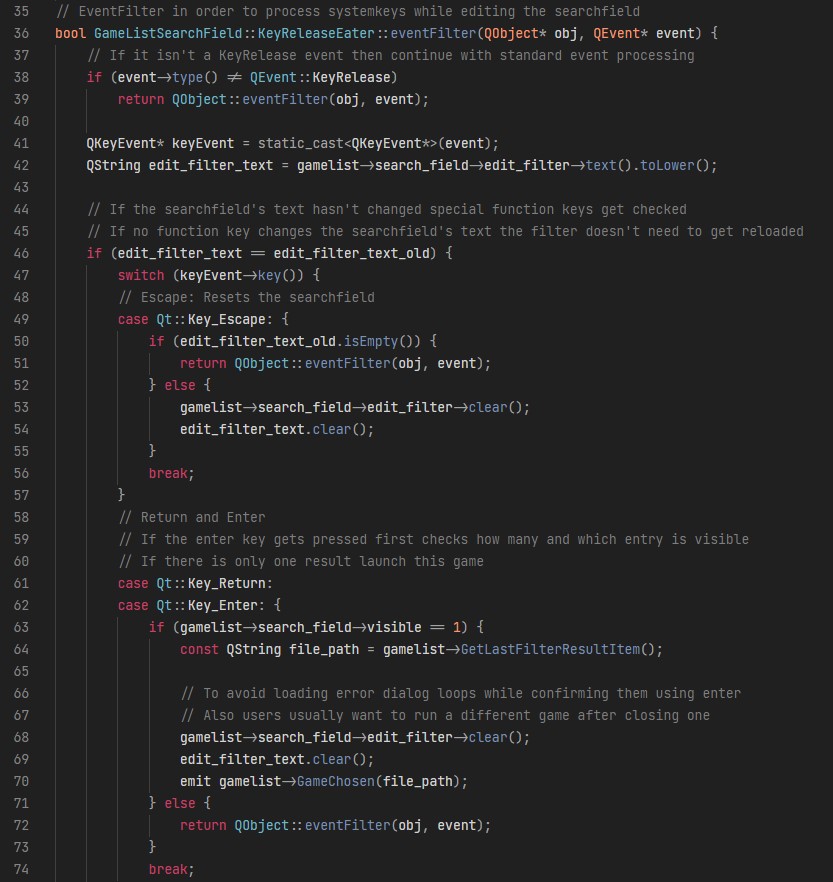 35 // EventFilter in order to process systemkeys while editing the searchfield
36 bool GameListSearchField::KeyReleaseEater::eventFilter(QObject* obj, QEvent* event) {
37     // If it isn't a KeyRelease event then continue with standard event processing
38     if (event->type() != QEvent::KeyRelease)
39         return QObject::eventFilter(obj, event);
40
41     QKeyEvent* keyEvent = static_cast<QKeyEvent*>(event);
42     QString edit_filter_text = gamelist->search_field->edit_filter->text().toLower();
43
44     // If the searchfield's text hasn't changed special function keys get checked
45     // If no function key changes the searchfield's text the filter doesn't need to get reloaded
46     if (edit_filter_text == edit_filter_text_old) {
47         switch (keyEvent->key()) {
48         // Escape: Resets the searchfield
49         case Qt::Key_Escape: {
50             if (edit_filter_text_old.isEmpty()) {
51                 return QObject::eventFilter(obj, event);
52             } else {
53                 gamelist->search_field->edit_filter->clear();
54                 edit_filter_text.clear();
55             }
56             break;
57         }
58         // Return and Enter
59         // If the enter key gets pressed first checks how many and which entry is visible
60         // If there is only one result launch this game
61         case Qt::Key_Return:
62         case Qt::Key_Enter: {
63             if (gamelist->search_field->visible == 1) {
64                 const QString file_path = gamelist->GetLastFilterResultItem();
65
66                 // To avoid loading error dialog loops while confirming them using enter
67                 // Also users usually want to run a different game after closing one
68                 gamelist->search_field->edit_filter->clear();
69                 edit_filter_text.clear();
70                 emit gamelist->GameChosen(file_path);
71             } else {
72                 return QObject::eventFilter(obj, event);
73             }
74             break;